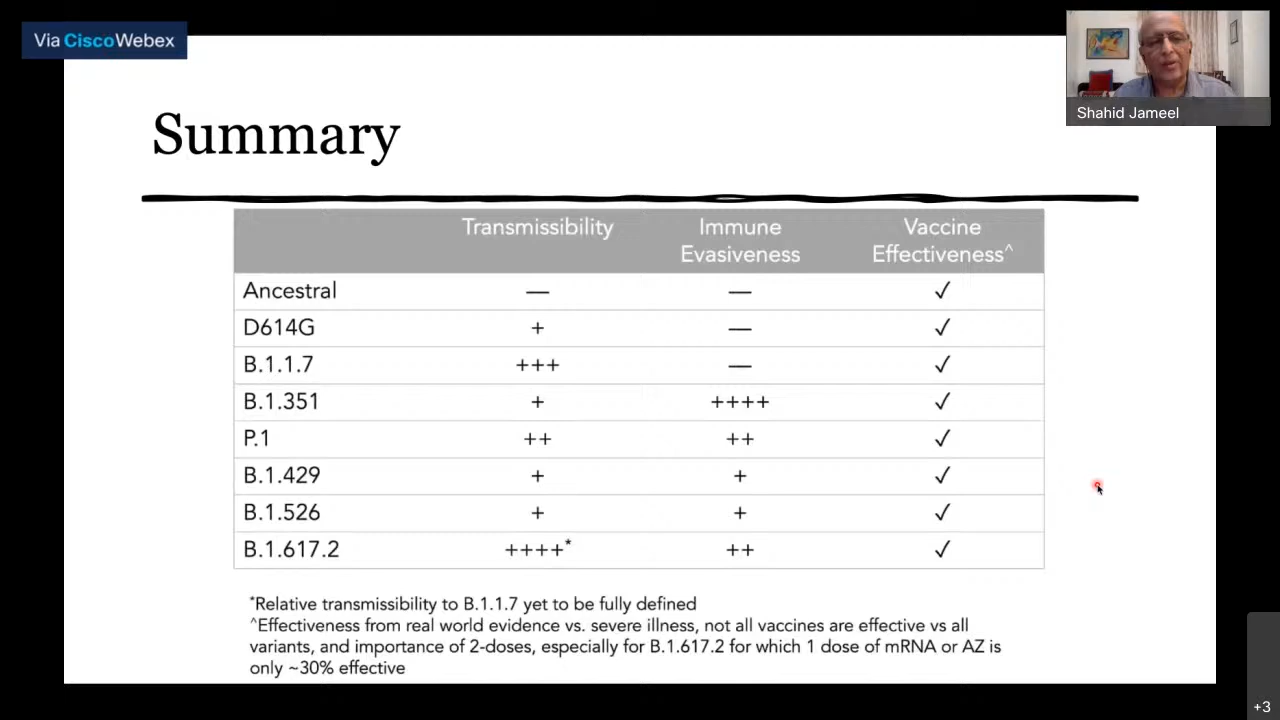 Via CiscoWebex
Shahid Jameel
Summary
Transmissibility Immune Evasiveness Vaccine Effectiveness^
Ancestral — — ✓
D614G + — ✓
B.1.1.7 +++ — ✓
B.1.351 + ++++ ✓
P.1 ++ ++ ✓
B.1.429 + + ✓
B.1.526 + + ✓
B.1.617.2 ++++* ++ ✓
*Relative transmissibility to B.1.1.7 yet to be fully defined
^Effectiveness from real world evidence vs. severe illness, not all vaccines are effective vs all
variants, and importance of 2-doses, especially for B.1.617.2 for which 1 dose of mRNA or AZ is
only ~30% effective
+3